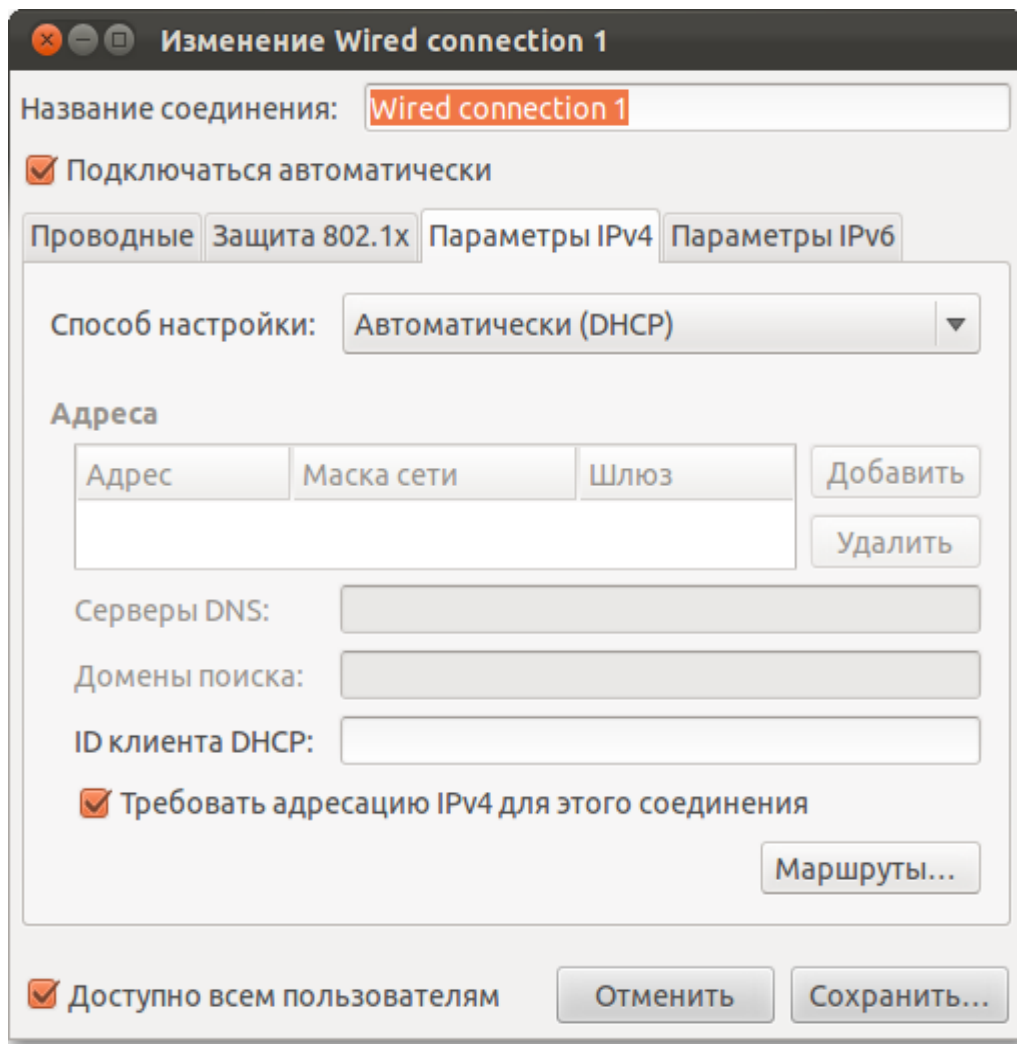 Изменение Wired connection 1
Название соединения: Wired connection 1
Подключаться автоматически
Проводные Защита 802.1x Параметры IPv4 Параметры IPv6
Способ настройки: Автоматически (DHCP)
Адреса
Адрес Маска сети Шлюз Добавить
Удалить
Серверы DNS:
Домены поиска:
ID клиента DHCP:
Требовать адресацию IPv4 для этого соединения
Маршруты...
Доступно всем пользователям Отменить Сохранить...